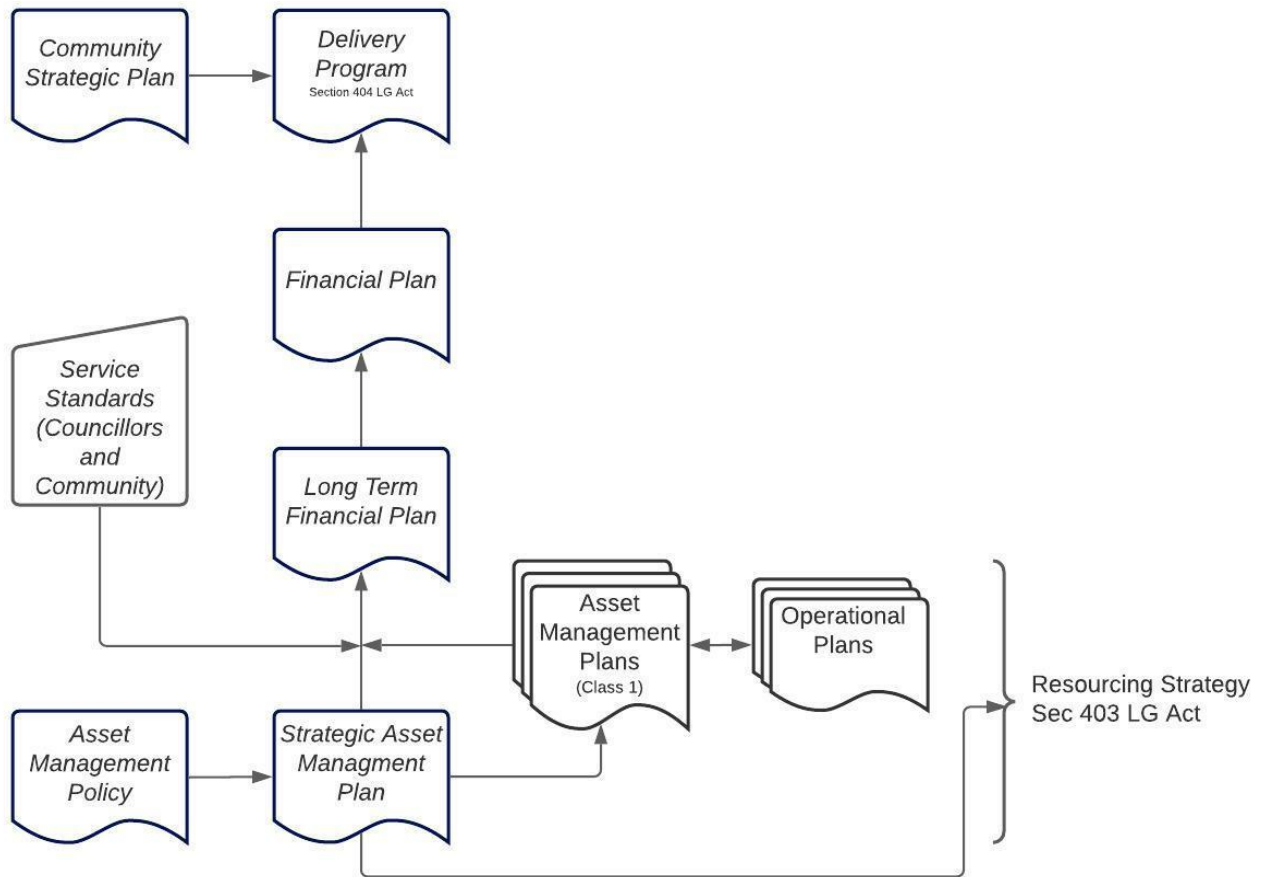 Community
Strategic Plan
Delivery
Program
Section 404 LG Act
Financial Plan
Service
Standards
(Councillors
and
Community)
Long Term
Financial Plan
Asset
Management
Plans
(Class 1)
Operational
Plans
Resourcing Strategy
Sec 403 LG Act
Asset
Management
Policy
Strategic Asset
Managment
Plan